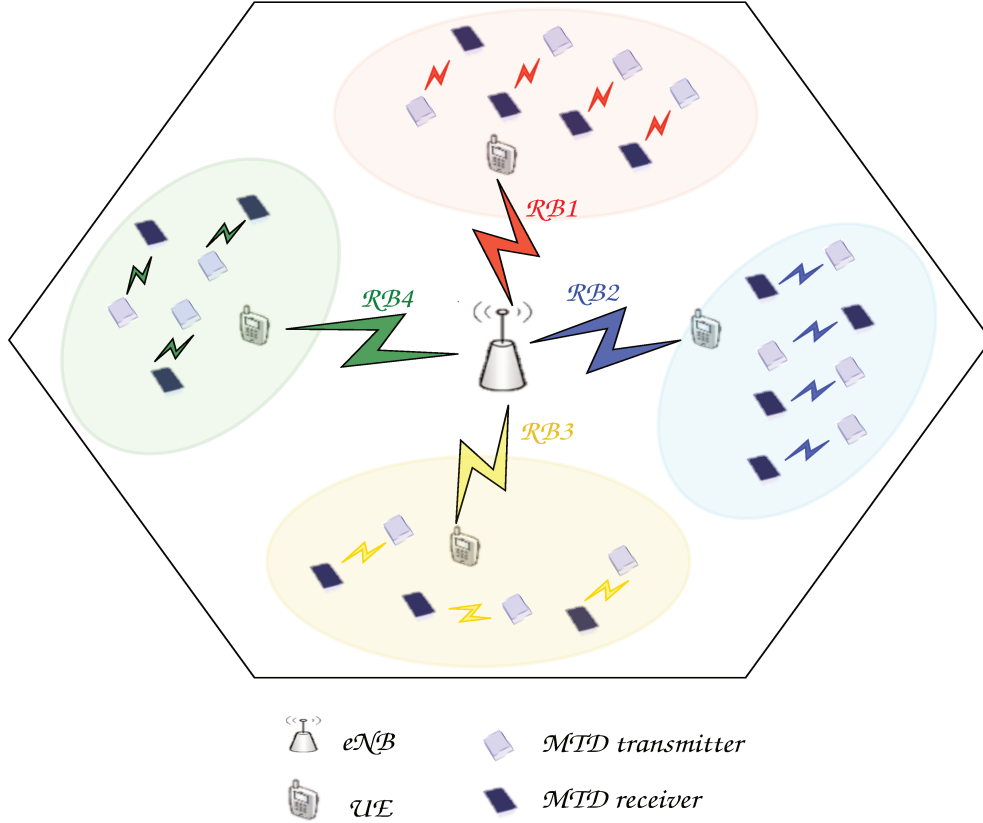 RB1
RB2
RB4
RB3
eNB
MTD transmitter
UE
MTD receiver